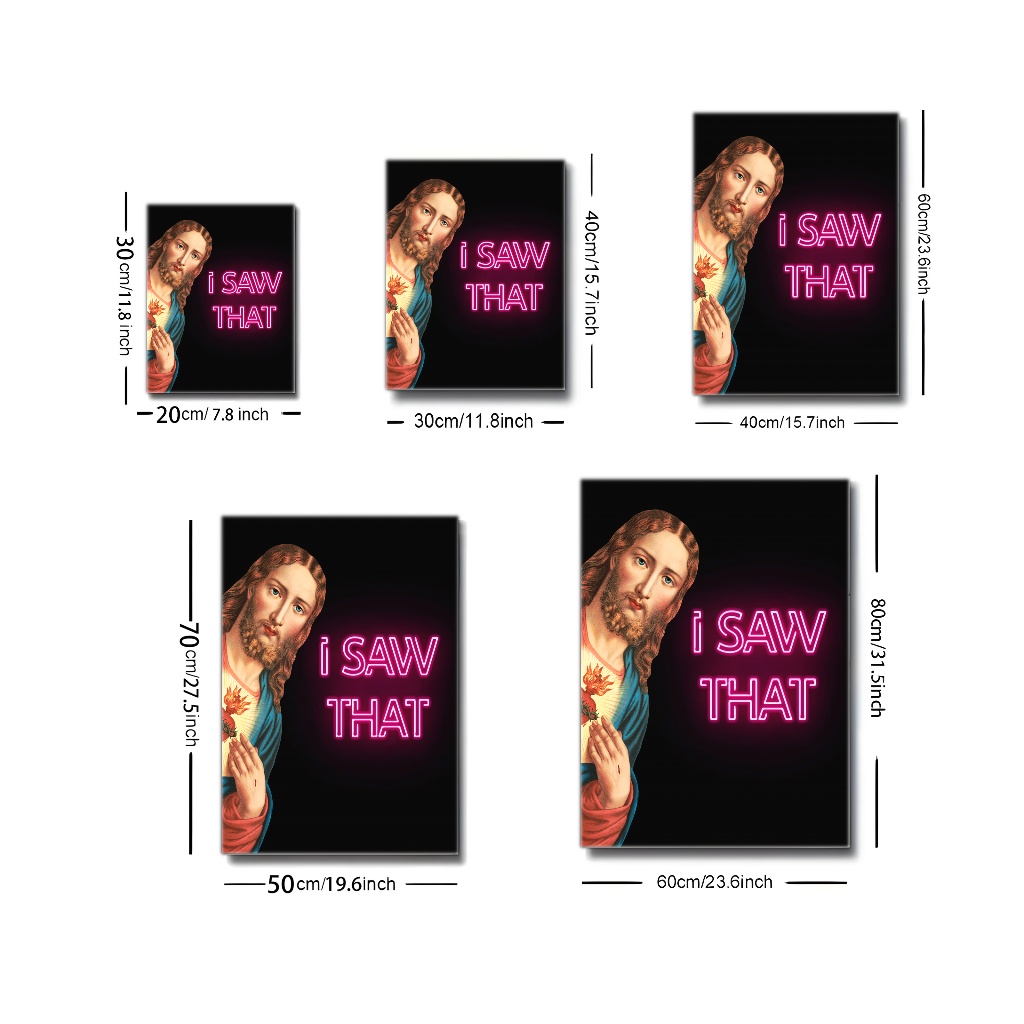 i SAW
THAT
30cm/11.8 inch
20cm/ 7.8 inch
i SAW
THAT
40cm/15.7inch
30cm/11.8inch
i SAW
THAT
60cm/23.6inch
40cm/15.7inch
70cm/27.5inch
i SAW
THAT
50cm/19.6inch
i SAW
THAT
80cm/31.5inch
60cm/23.6inch